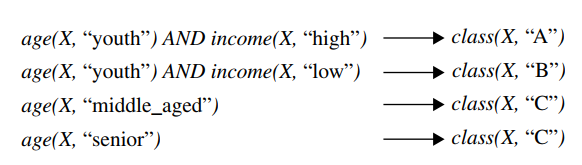 age(X, “youth”) AND income(X, “high”) ⟶ class(X, “A”)
age(X, “youth”) AND income(X, “low”) ⟶ class(X, “B”)
age(X, “middle_aged”) ⟶ class(X, “C”)
age(X, “senior”) ⟶ class(X, “C”)